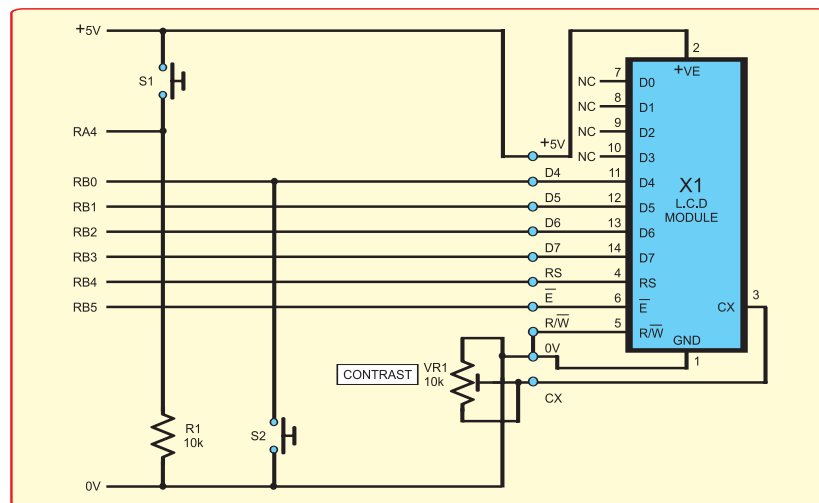 +5V
S1
RA4
RB0
RB1
RB2
RB3
RB4
RB5
R1
10k
S2
0V
CONTRAST
VR1
10k
+5V
D4
D5
D6
D7
RS
E
R/W
0V
CX
NC 7
NC 8
NC 9
NC 10
11
12
13
14
4
6
5
2
+VE
D0
D1
D2
D3
D4
D5
D6
D7
RS
E
R/W
X1
L.C.D
MODULE
CX
3
GND
1